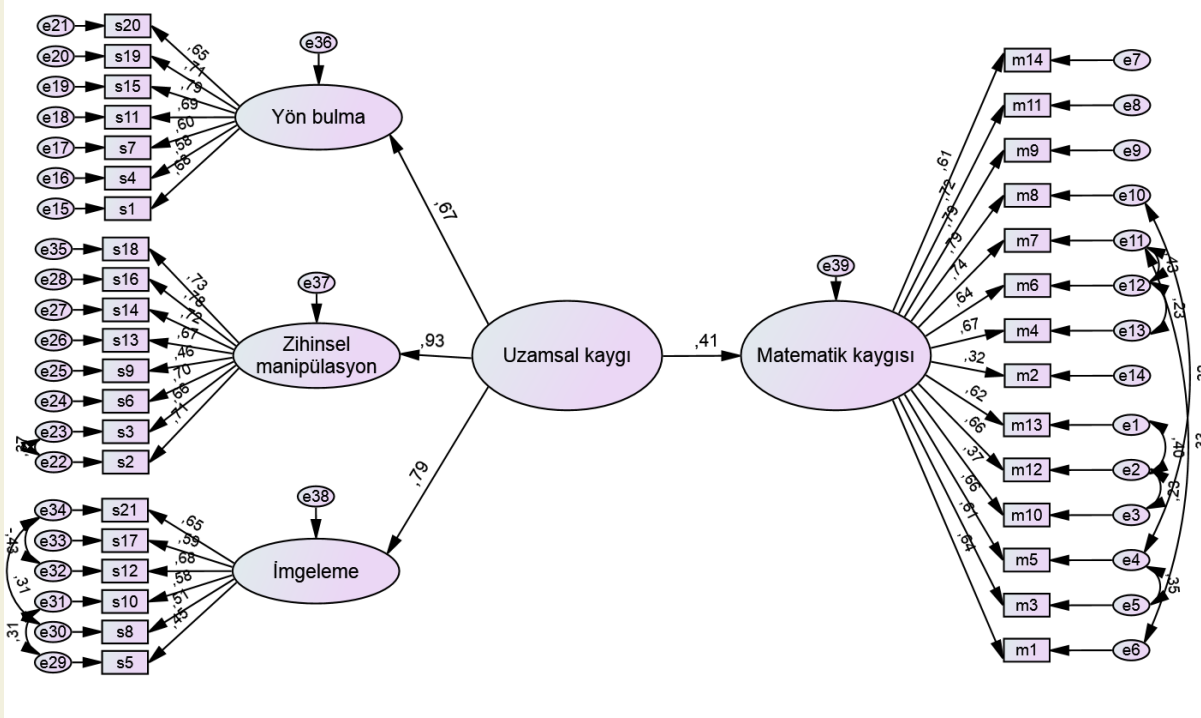 e21 s20 ,65
e20 s19 ,71
e19 s15 ,79
e18 s11 ,69
e17 s7 ,60
e16 s4 ,58
e15 s1 ,68
e36
Yön bulma
,67
e35 s18 ,73
e28 s16 ,78
e27 s14 ,72
e26 s13 ,67
e25 s9 ,46
e24 s6 ,70
e23 s3 ,68
e22 s2 ,71
e37
Zihinsel
manipülasyon
,93
e34 s21 ,65
e33 s17 ,59
e32 s12 ,68
e31 s10 ,58
e30 s8 ,51
e29 s5 ,45
,31
,31
e38
İmgeleme
,79
Uzamsal kaygı
,41
e39
Matematik kaygısı
,61 m14 e7
,72 m11 e8
,79 m9 e9
,79 m8 e10
,74 m7 e11
,64 m6 e12
,67 m4 e13
,32 m2 e14
,62 m13 e1
,66 m12 e2
,37 m10 e3
,66 m5 e4
,61 m3 e5
,64 m1 e6
,43
,23
,40
,35